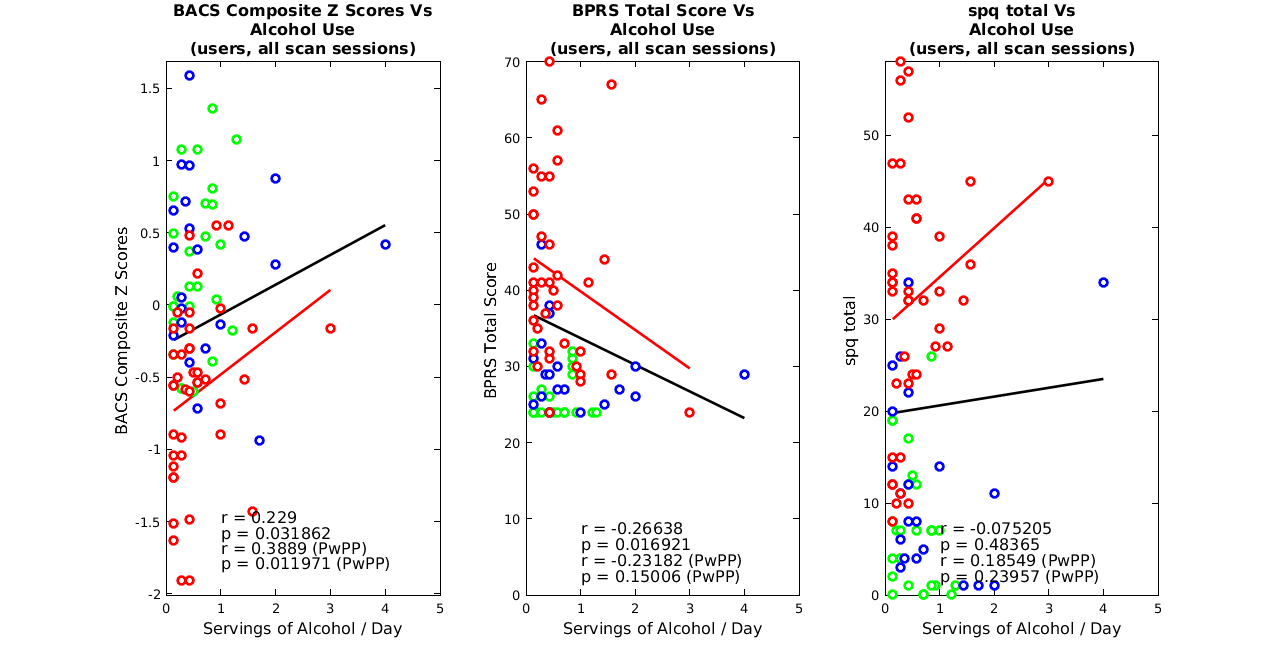 BACS Composite Z Scores Vs
Alcohol Use
(users, all scan sessions)
BACS Composite Z Scores
1.5
1
0.5
0
-0.5
-1
-1.5
-2
r = 0.229
p = 0.031862
r = 0.3889 (PwPP)
p = 0.011971 (PwPP)
0 1 2 3 4 5
Servings of Alcohol / Day
BPRS Total Score Vs
Alcohol Use
(users, all scan sessions)
BPRS Total Score
70
60
50
40
30
20
10
0
r = -0.26638
p = 0.016921
r = -0.23182 (PwPP)
p = 0.15006 (PwPP)
0 1 2 3 4 5
Servings of Alcohol / Day
spq total Vs
Alcohol Use
(users, all scan sessions)
spq total
50
40
30
20
10
0
r = -0.075205
p = 0.48365
r = 0.18549 (PwPP)
p = 0.23957 (PwPP)
0 1 2 3 4 5
Servings of Alcohol / Day